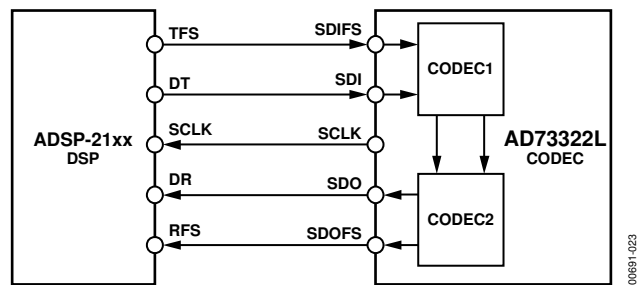 TFS SDIFS
CODEC1
DT SDI
ADSP-21xx
DSP
SCLK SCLK
AD73322L
CODEC
DR SDO
CODEC2
RFS SDOFS
00691-023